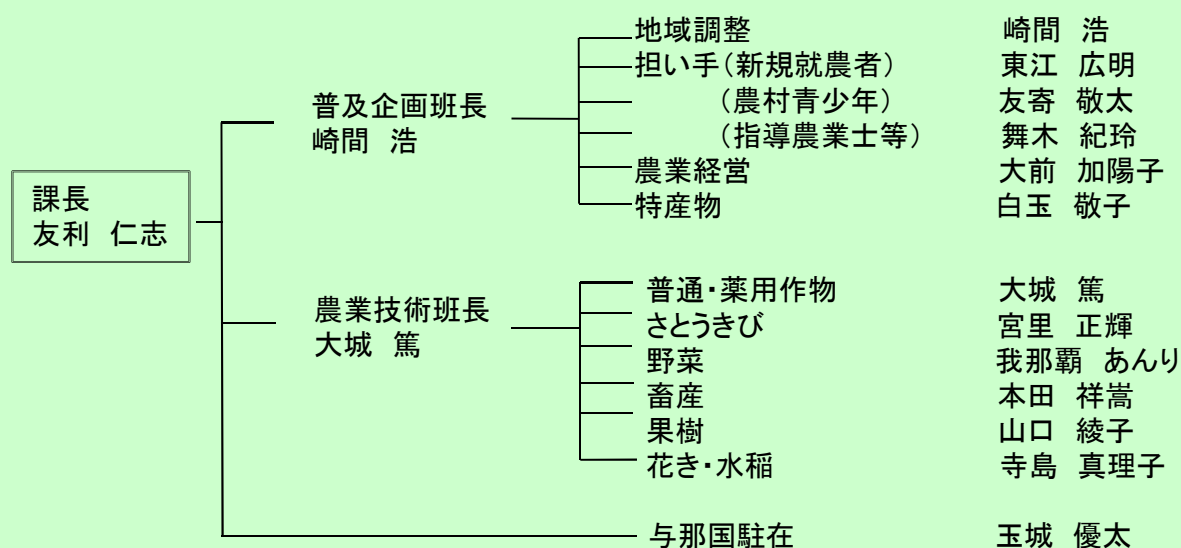 地域調整　崎間　浩
担い手(新規就農者)　東江　広明
普及企画班長　(農村青少年)　友寄　敬太
崎間　浩　(指導農業士等)　舞木　紀玲
農業経営　大前　加陽子
課長　特産物　白玉　敬子
友利　仁志
普通・薬用作物　大城　篤
農業技術班長　さとうきび　宮里　正輝
大城　篤　野菜　我那覇　あんり
畜産　本田　祥嵩
果樹　山口　綾子
花き・水稲　寺島　真理子
与那国駐在　玉城　優太